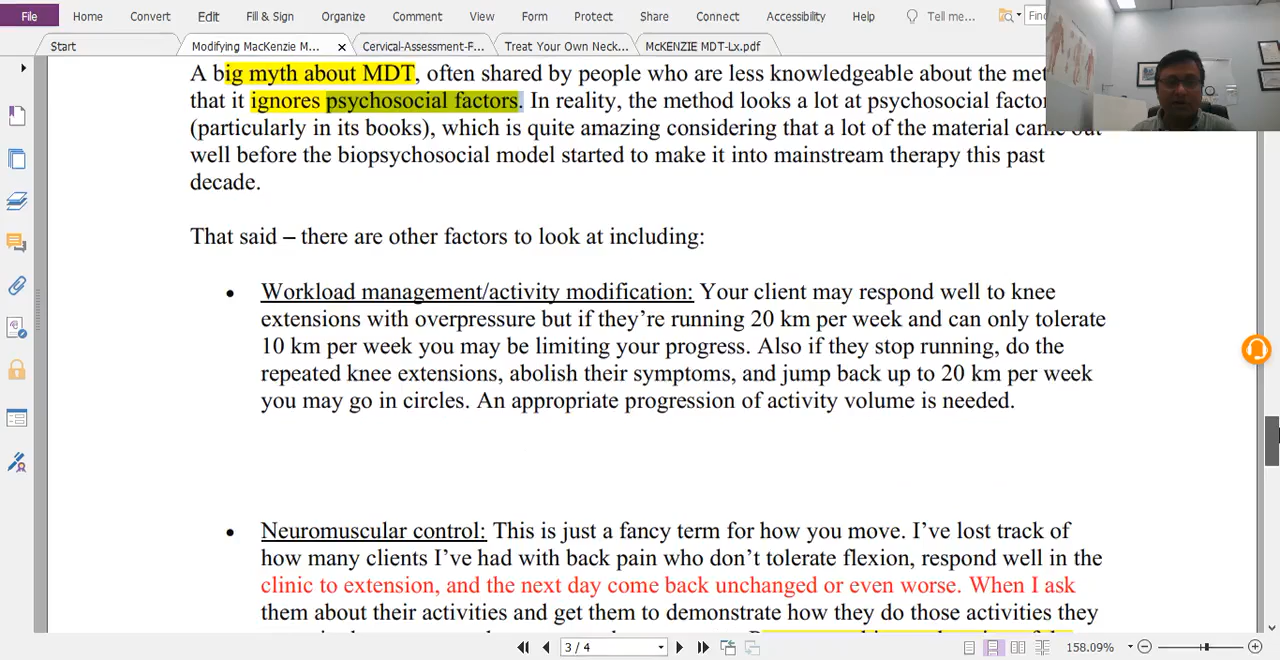 File Home Convert Edit Fill & Sign Organize Comment View Form Protect Share Connect Accessibility Help Tell me... Find
Start Modifying MacKenzie M... × Cervical-Assessment-F... Treat Your Own Neck... McKENZIE MDT-Lx.pdf
A big myth about MDT, often shared by people who are less knowledgeable about the
that it ignores psychosocial factors. In reality, the method looks a lot at psychosocial
(particularly in its books), which is quite amazing considering that a lot of the material came out
well before the biopsychosocial model started to make it into mainstream therapy this past
decade.
That said – there are other factors to look at including:
• Workload management/activity modification: Your client may respond well to knee
extensions with overpressure but if they’re running 20 km per week and can only tolerate
10 km per week you may be limiting your progress. Also if they stop running, do the
repeated knee extensions, abolish their symptoms, and jump back up to 20 km per week
you may go in circles. An appropriate progression of activity volume is needed.
• Neuromuscular control: This is just a fancy term for how you move. I’ve lost track of
how many clients I’ve had with back pain who don’t tolerate flexion, respond well in the
clinic to extension, and the next day come back unchanged or even worse. When I ask
them about their activities and get them to demonstrate how they do those activities they
3 / 4 158.09%